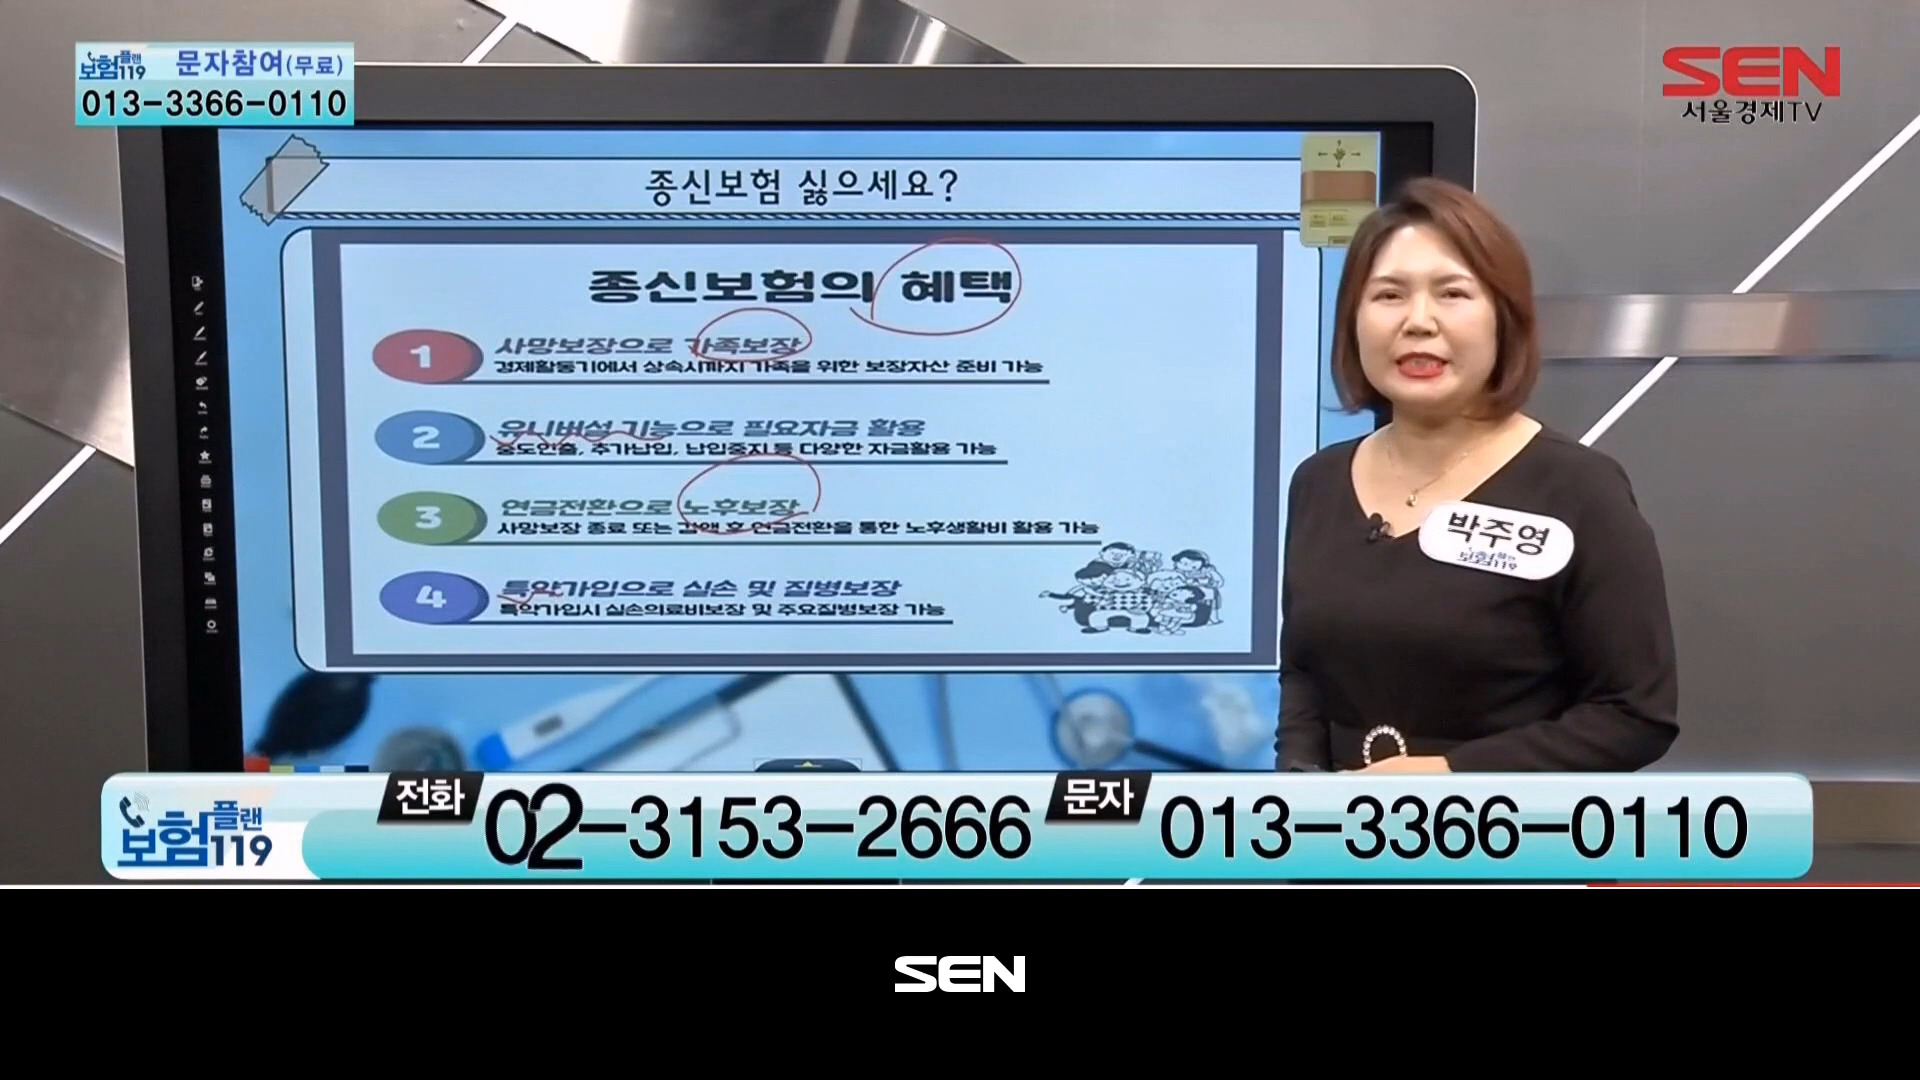 보험플랜119 문자참여(무료)
013-3366-0110
SEN
서울경제TV
종신보험 싫으세요?
종신보험의 혜택
1 사망보장으로 가족보장
경제활동기에서 상속시까지 가족을 위한 보장자산 준비 가능
2 유니버설 기능으로 필요자금 활용
중도인출, 추가납입, 납입중지 등 다양한 자금활용 가능
3 연금전환으로 노후보장
사망보장 종료 또는 감액 후 연금전환을 통한 노후생활비 활용 가능
4 특약가입으로 실손 및 질병보장
특약가입시 실손의료비보장 및 주요질병보장 가능
박주영
보험플랜119
보험플랜119 전화 02-3153-2666 문자 013-3366-0110
SEN